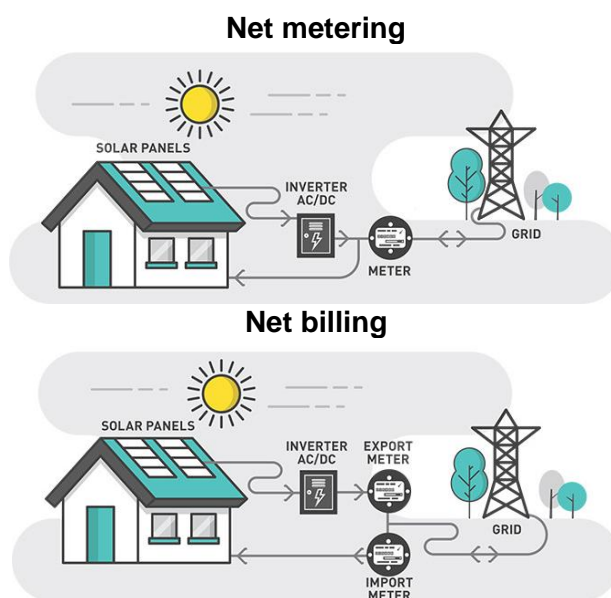 Net metering
SOLAR PANELS
INVERTER
AC/DC
METER
GRID
Net billing
SOLAR PANELS
INVERTER
AC/DC
EXPORT
METER
GRID
IMPORT
METER